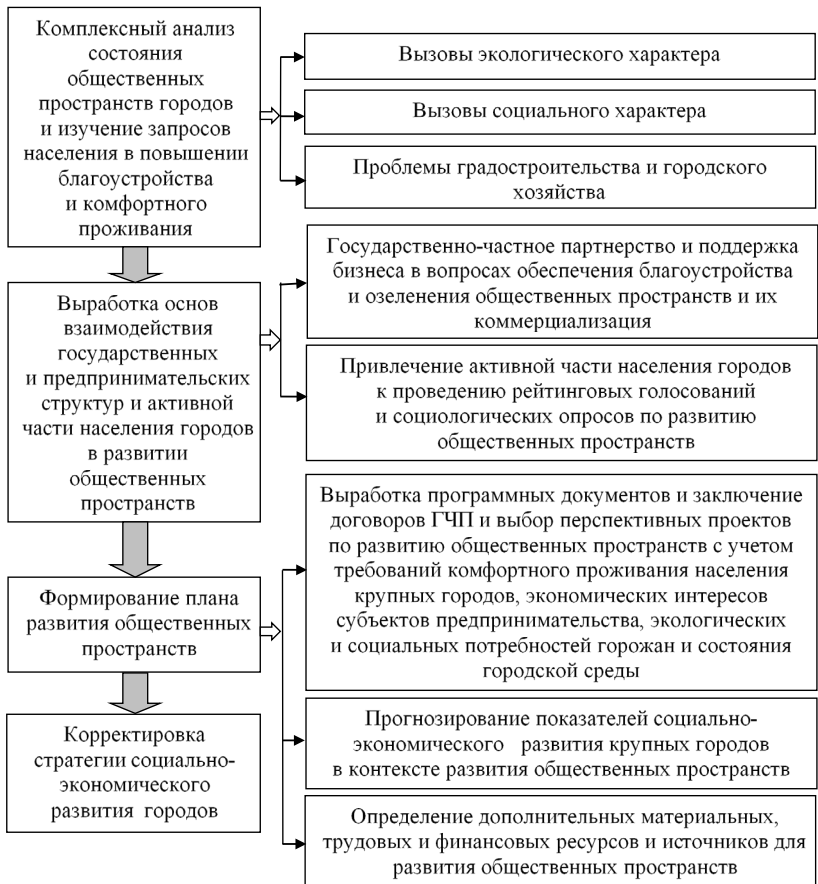 Комплексный анализ
состояния
общественных
пространств городов
и изучение запросов
населения в повышении
благоустройства
и комфортного
проживания
Вызовы экологического характера
Вызовы социального характера
Проблемы градостроительства и городского
хозяйства
Выработка основ
взаимодействия
государственных
и предпринимательских
структур и активной
части населения городов
в развитии
общественных
пространств
Государственно-частное партнерство и поддержка
бизнеса в вопросах обеспечения благоустройства
и озеленения общественных пространств и их
коммерциализация
Привлечение активной части населения городов
к проведению рейтинговых голосований
и социологических опросов по развитию
общественных пространств
Формирование плана
развития общественных
пространств
Выработка программных документов и заключение
договоров ГЧП и выбор перспективных проектов
по развитию общественных пространств с учетом
требований комфортного проживания населения
крупных городов, экономических интересов
субъектов предпринимательства, экологических
и социальных потребностей горожан и состояния
городской среды
Прогнозирование показателей социально-
экономического развития крупных городов
в контексте развития общественных пространств
Определение дополнительных материальных,
трудовых и финансовых ресурсов и источников для
развития общественных пространств
Корректировка
стратегии социально-
экономического
развития городов